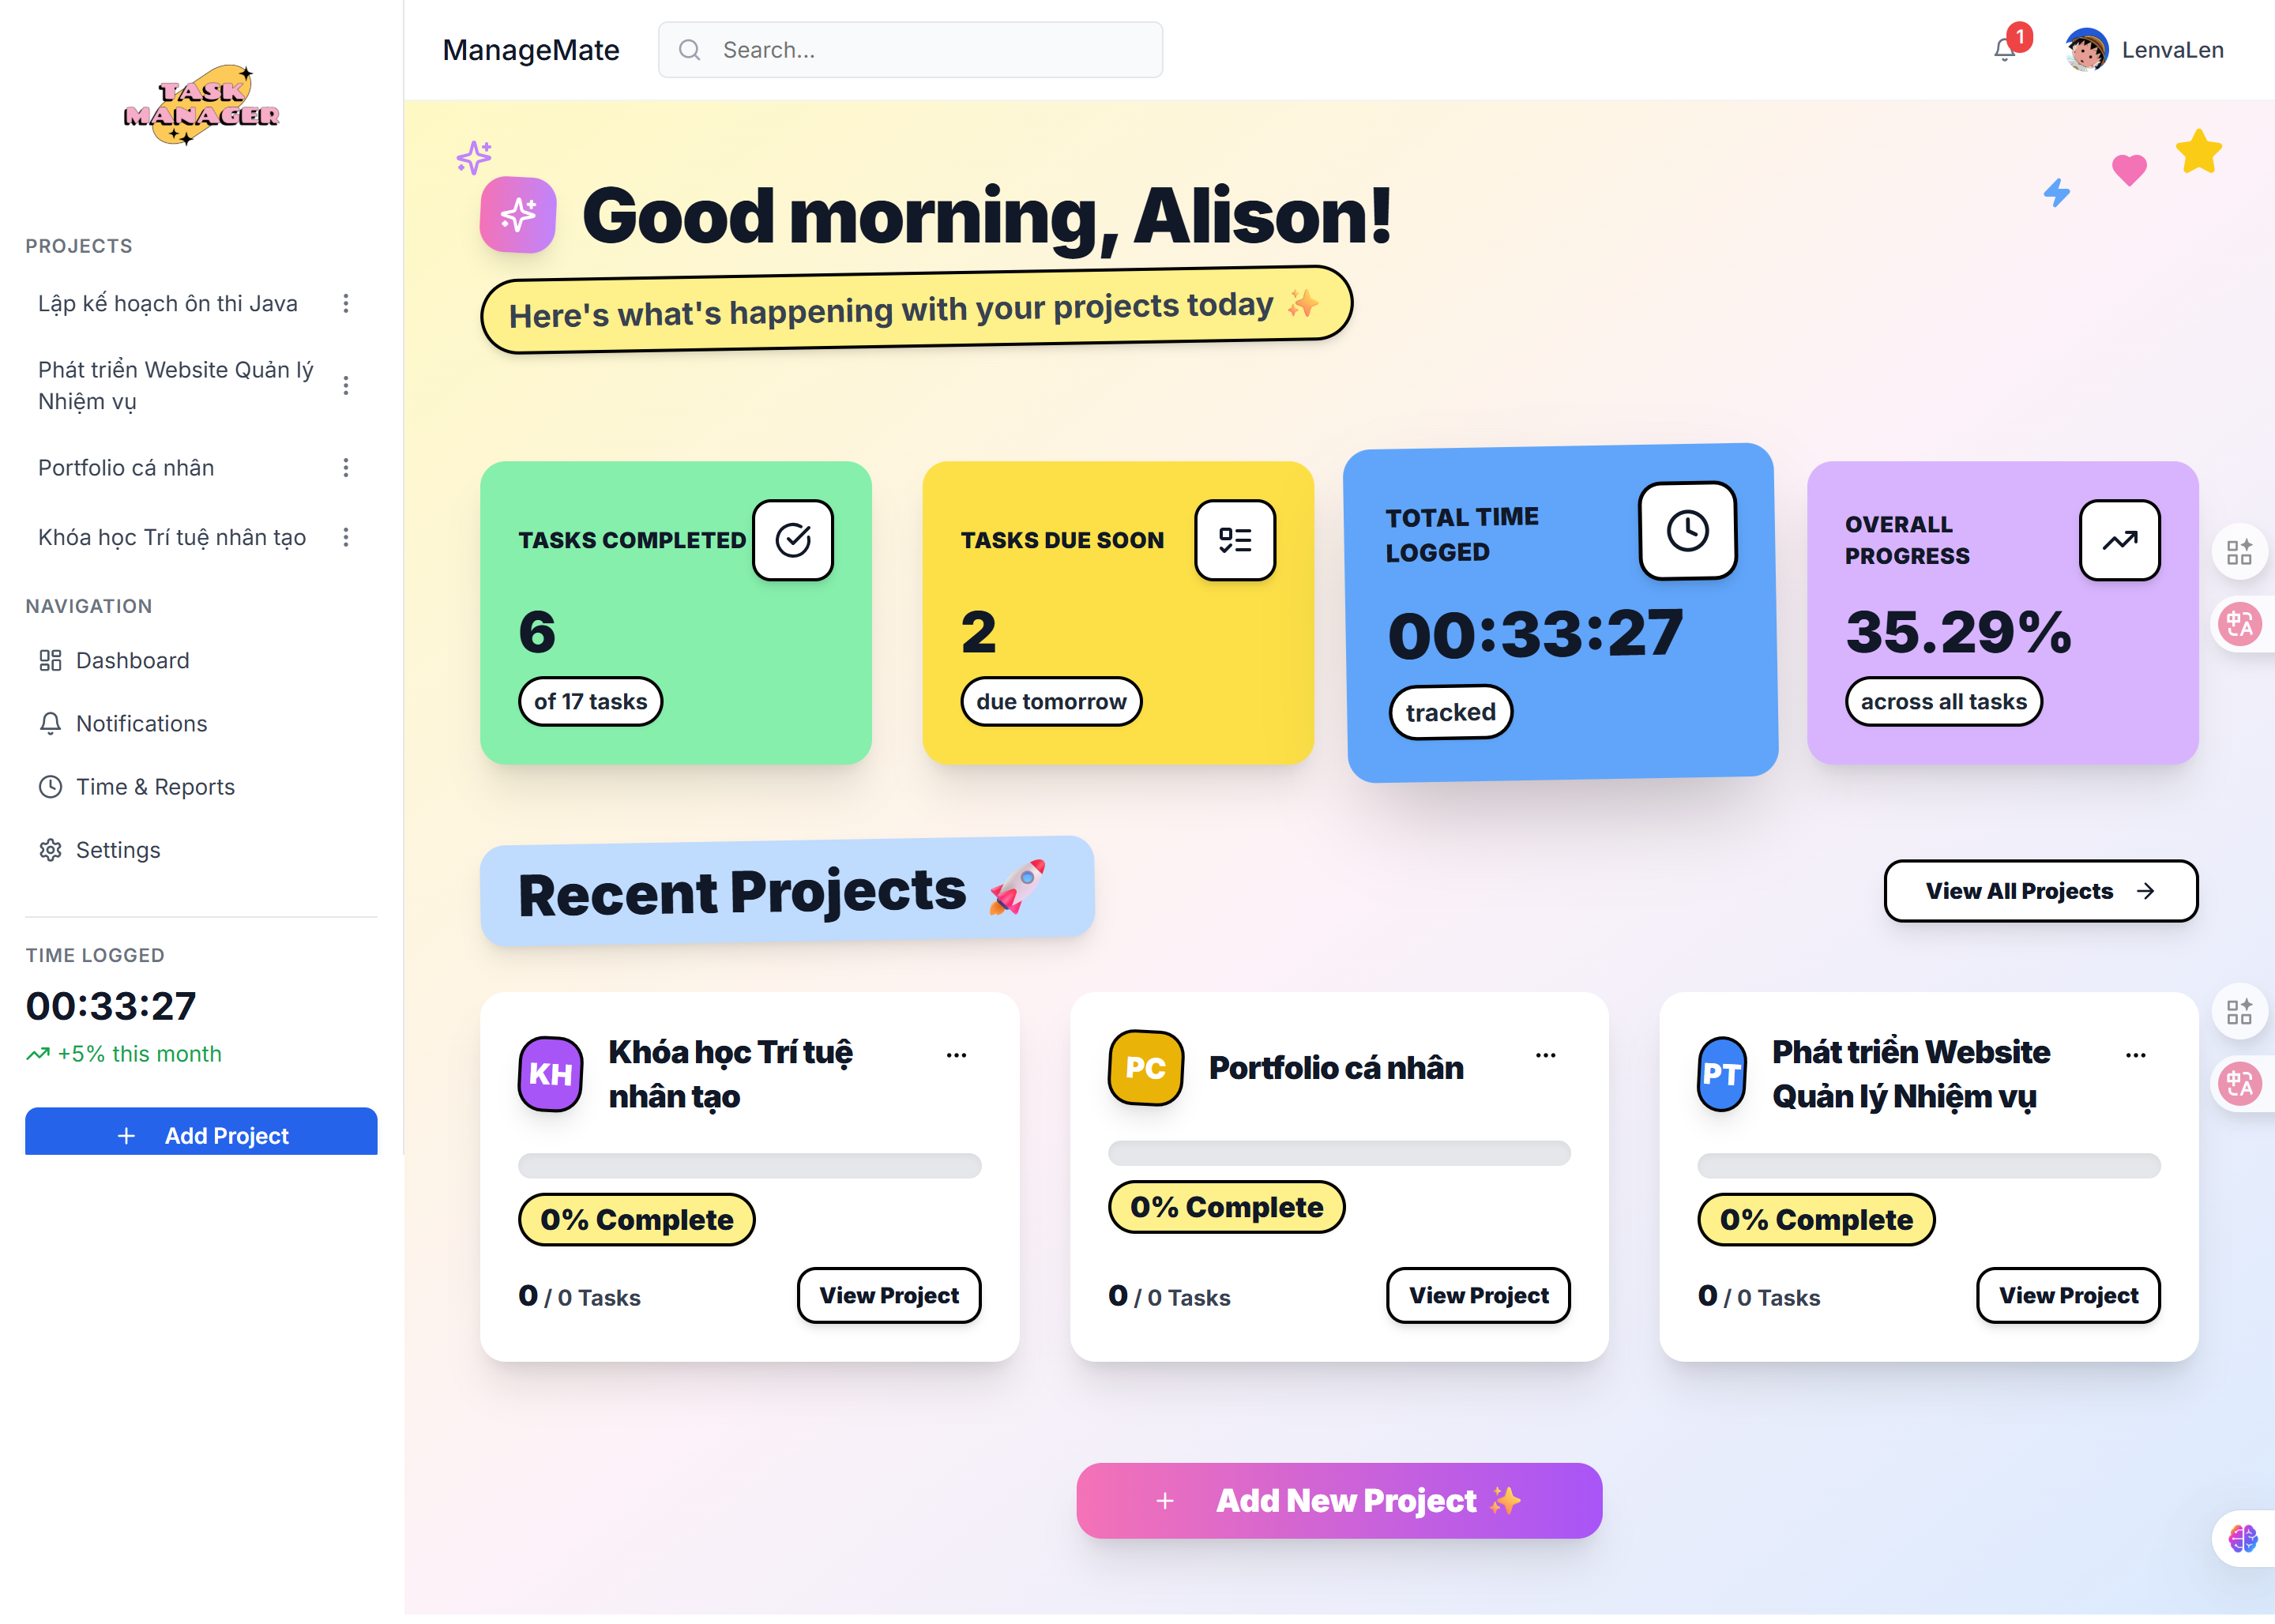 TASK
MANAGER
PROJECTS
Lập kế hoạch ôn thi Java
Phát triển Website Quản lý
Nhiệm vụ
Portfolio cá nhân
Khóa học Trí tuệ nhân tạo
NAVIGATION
Dashboard
Notifications
Time & Reports
Settings
TIME LOGGED
00:33:27
+5% this month
Add Project
ManageMate
Search...
1
LenvaLen
Good morning, Alison!
Here's what's happening with your projects today ✨
TASKS COMPLETED
6
of 17 tasks
TASKS DUE SOON
2
due tomorrow
TOTAL TIME
LOGGED
00:33:27
tracked
OVERALL
PROGRESS
35.29%
across all tasks
Recent Projects 🚀
View All Projects
KH
Khóa học Trí tuệ
nhân tạo
0% Complete
0 / 0 Tasks
View Project
PC
Portfolio cá nhân
0% Complete
0 / 0 Tasks
View Project
PT
Phát triển Website
Quản lý Nhiệm vụ
0% Complete
0 / 0 Tasks
View Project
Add New Project ✨
中A
中A